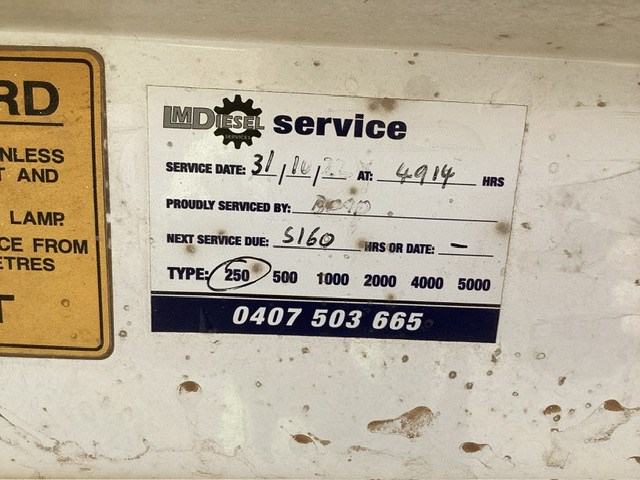 RD
NLESS
T AND
LAMP.
CE FROM
ETRES
T
LMDIESEL
SERVICES
service
SERVICE DATE: 31/10/22 AT: 4914 HRS
PROUDLY SERVICED BY:
NEXT SERVICE DUE: 5160 HRS OR DATE: -
TYPE: 250 500 1000 2000 4000 5000
0407 503 665